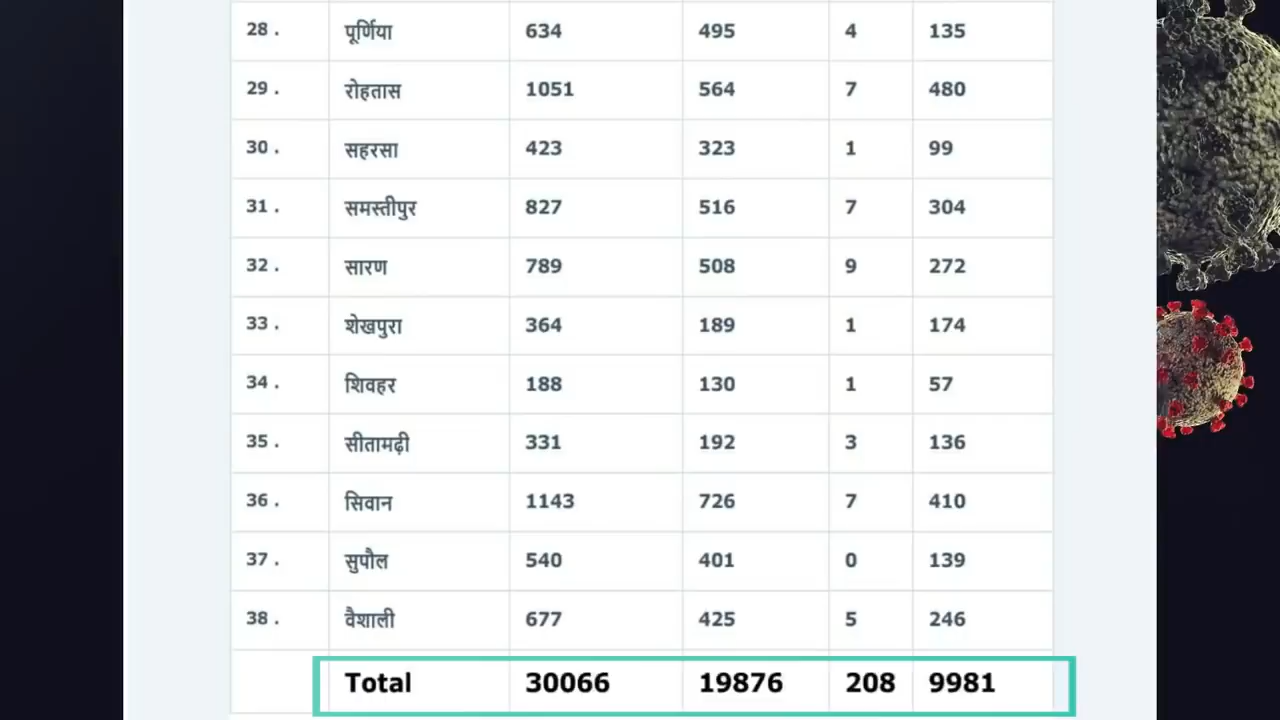 28 . पूर्णिया 634 495 4 135
29 . रोहतास 1051 564 7 480
30 . सहरसा 423 323 1 99
31 . समस्तीपुर 827 516 7 304
32 . सारण 789 508 9 272
33 . शेखपुरा 364 189 1 174
34 . शिवहर 188 130 1 57
35 . सीतामढ़ी 331 192 3 136
36 . सिवान 1143 726 7 410
37 . सुपौल 540 401 0 139
38 . वैशाली 677 425 5 246
Total 30066 19876 208 9981